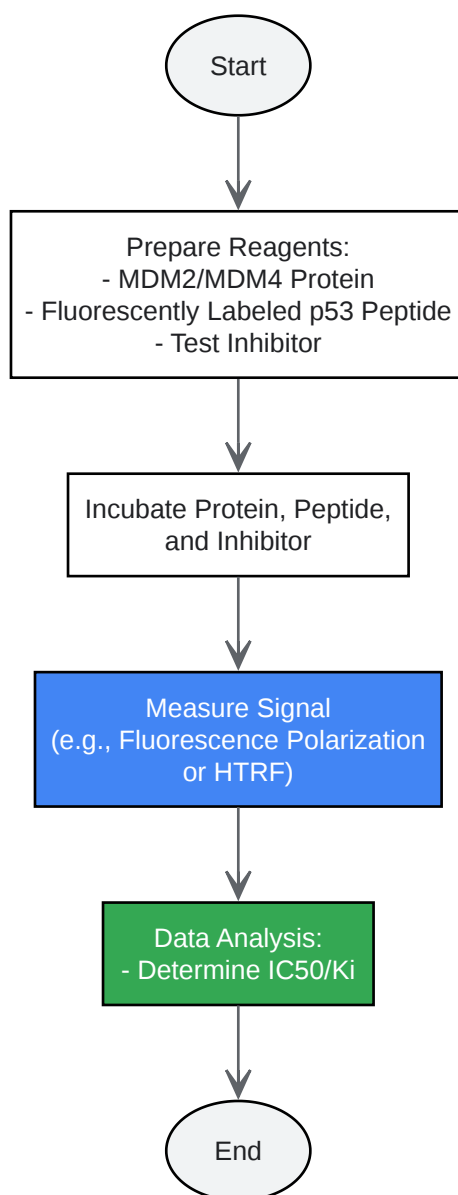 Start
Prepare Reagents:
- MDM2/MDM4 Protein
- Fluorescently Labeled p53 Peptide
- Test Inhibitor
Incubate Protein, Peptide,
and Inhibitor
Measure Signal
(e.g., Fluorescence Polarization
or HTRF)
Data Analysis:
- Determine IC50/Ki
End